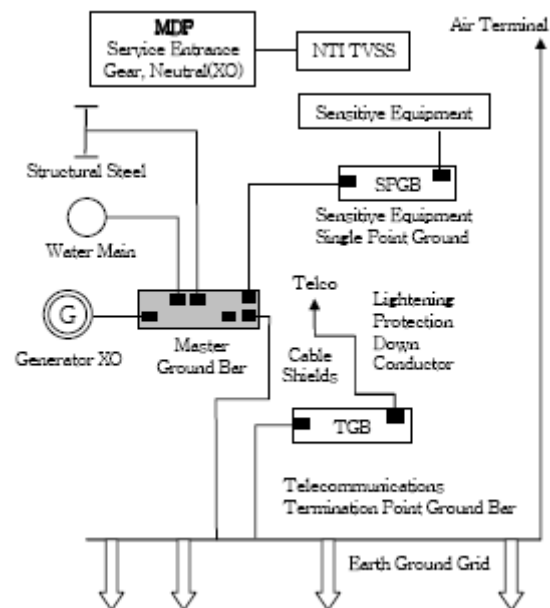 MDP
Service Entrance
Gear, Neutral(XO)
NTI TVSS
Air Terminal
Sensitive Equipment
Structural Steel
SPGB
Sensitive Equipment
Single Point Ground
Water Main
G
Generator XO
Master
Ground Bar
Telco
Cable
Shields
Lightening
Protection
Down
Conductor
TGB
Telecommunications
Termination Point Ground Bar
Earth Ground Grid